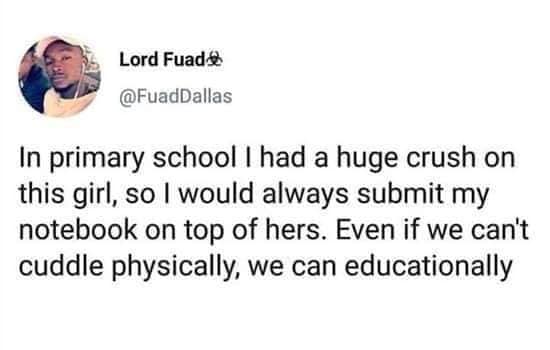 Lord Fuad☣
@FuadDallas
In primary school I had a huge crush on
this girl, so I would always submit my
notebook on top of hers. Even if we can't
cuddle physically, we can educationally